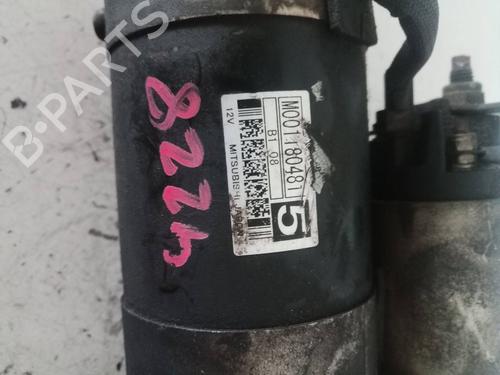 B-PARTS
M001T80481
B1 08
5
12V MITSUBISHI
8224